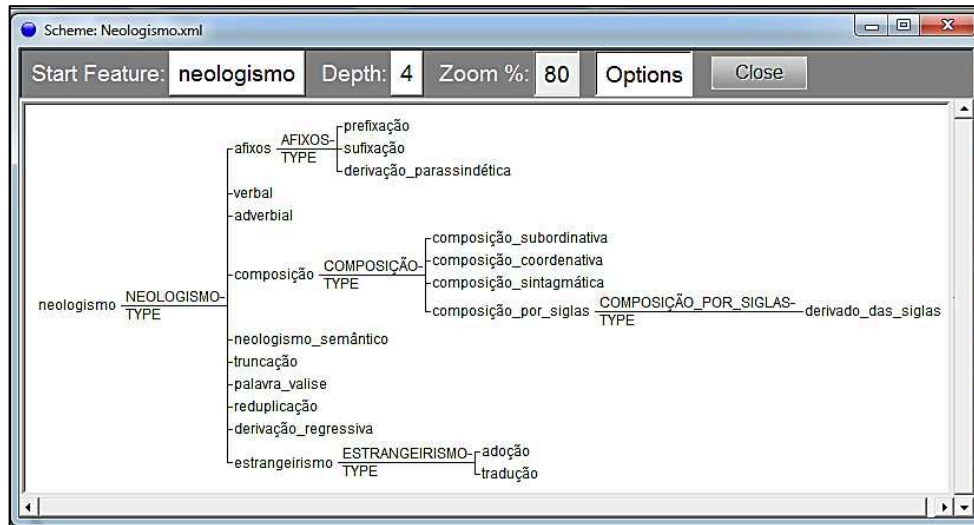 Scheme: Neologismo.xml
Start Feature: neologismo Depth: 4 Zoom %: 80 Options Close
prefixação
afixos AFIXOS-TYPE sufixação
derivação_parassindética
verbal
adverbial
composição_subordinativa
composição_coordenativa
composição COMPOSIÇÃO-TYPE
composição_sintagmática
neologismo NEOLOGISMO-TYPE
composição_por_siglas COMPOSIÇÃO_POR_SIGLAS-TYPE derivado_das_siglas
neologismo_semântico
truncação
palavra_valise
reduplicação
derivação_regressiva
estrangeirismo ESTRANGEIRISMO-TYPE adoção
tradução